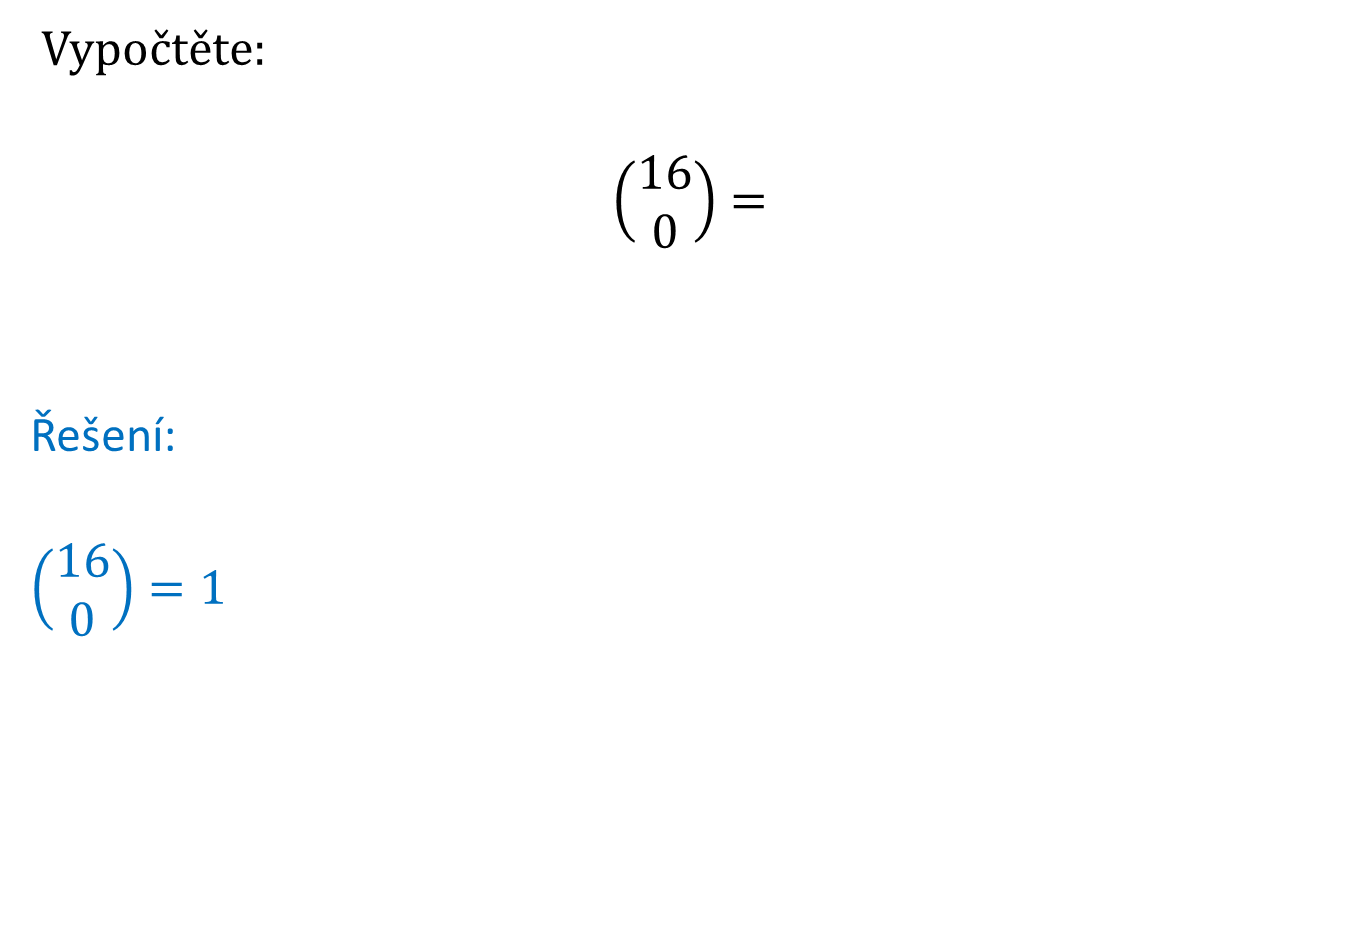 Vypočtěte:
(16 0) =
Řešení:
(16 0) = 1